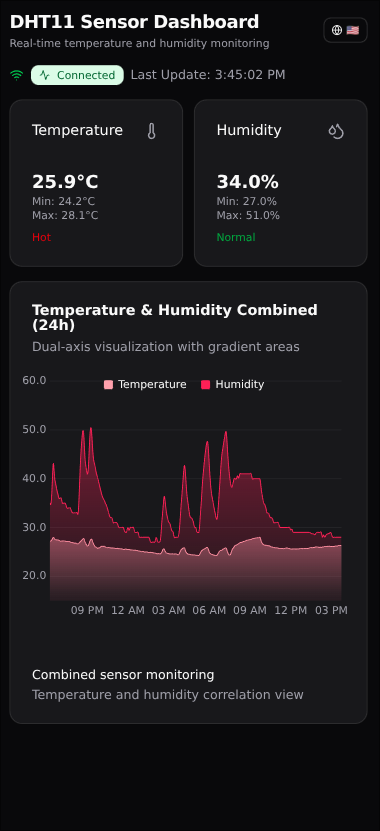 DHT11 Sensor Dashboard
Real-time temperature and humidity monitoring
Connected
Last Update: 3:45:02 PM
Temperature
25.9°C
Min: 24.2°C
Max: 28.1°C
Hot
Humidity
34.0%
Min: 27.0%
Max: 51.0%
Normal
Temperature & Humidity Combined
(24h)
Dual-axis visualization with gradient areas
Temperature
Humidity
60.0
50.0
40.0
30.0
20.0
09 PM 12 AM 03 AM 06 AM 09 AM 12 PM 03 PM
Combined sensor monitoring
Temperature and humidity correlation view